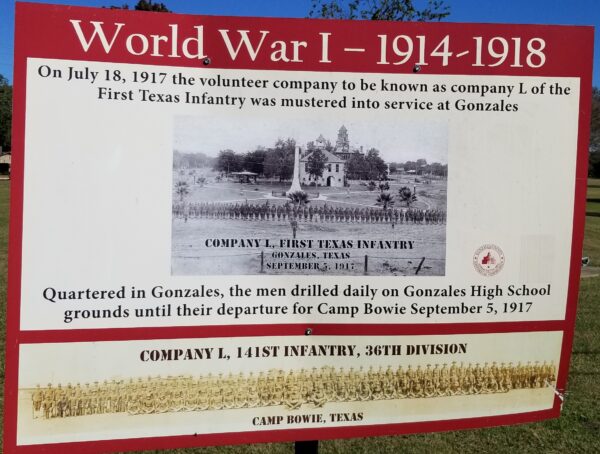 World War I – 1914-1918
On July 18, 1917 the volunteer company to be known as company L of the
First Texas Infantry was mustered into service at Gonzales
COMPANY L, FIRST TEXAS INFANTRY
GONZALES, TEXAS
SEPTEMBER 5, 1917
Quartered in Gonzales, the men drilled daily on Gonzales High School
grounds until their departure for Camp Bowie September 5, 1917
COMPANY L, 141ST INFANTRY, 36TH DIVISION
CAMP BOWIE, TEXAS